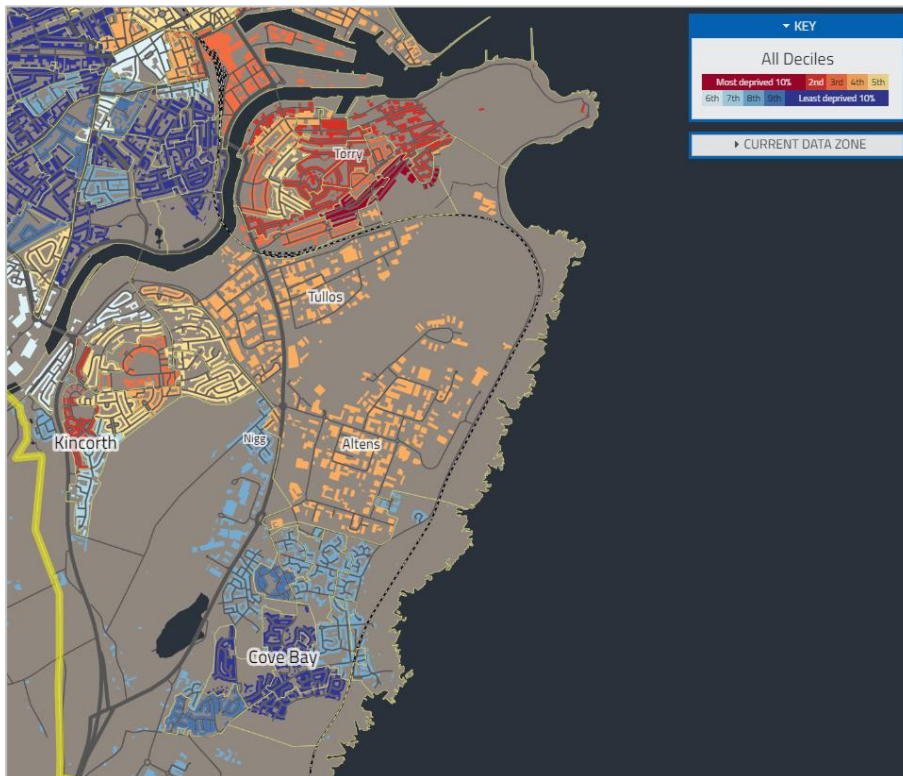 KEY
All Deciles
Most deprived 10% 2nd 3rd 4th 5th
6th 7th 8th 9th Least deprived 10%
CURRENT DATA ZONE
Torry
Tullos
Kincorth
Nigg
Altens
Cove Bay